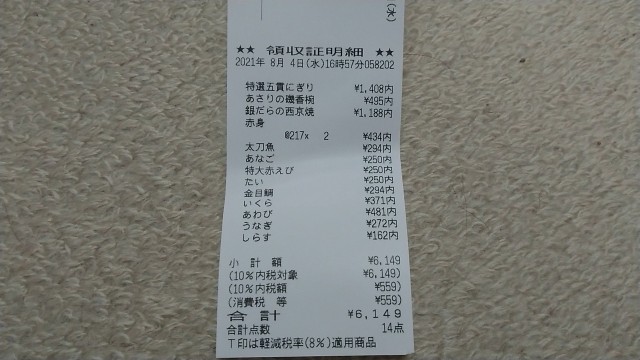 (水)
★★ 領収証明細 ★★
2021年 8月 4日(水)16時57分058202
特選五貫にぎり ¥1,408内
あさりの磯香椀 ¥495内
銀だらの西京焼 ¥1,188内
赤身
@217x 2 ¥434内
太刀魚 ¥294内
あなご ¥250内
特大赤えび ¥250内
たい ¥250内
金目鯛 ¥294内
いくら ¥371内
あわび ¥481内
うなぎ ¥272内
しらす ¥162内
小計額 ¥6,149
(10%内税対象 ¥6,149)
(10%内税額 ¥559)
(消費税 等 ¥559)
合計 ¥6,149
合計点数 14点
T印は軽減税率(8%)適用商品